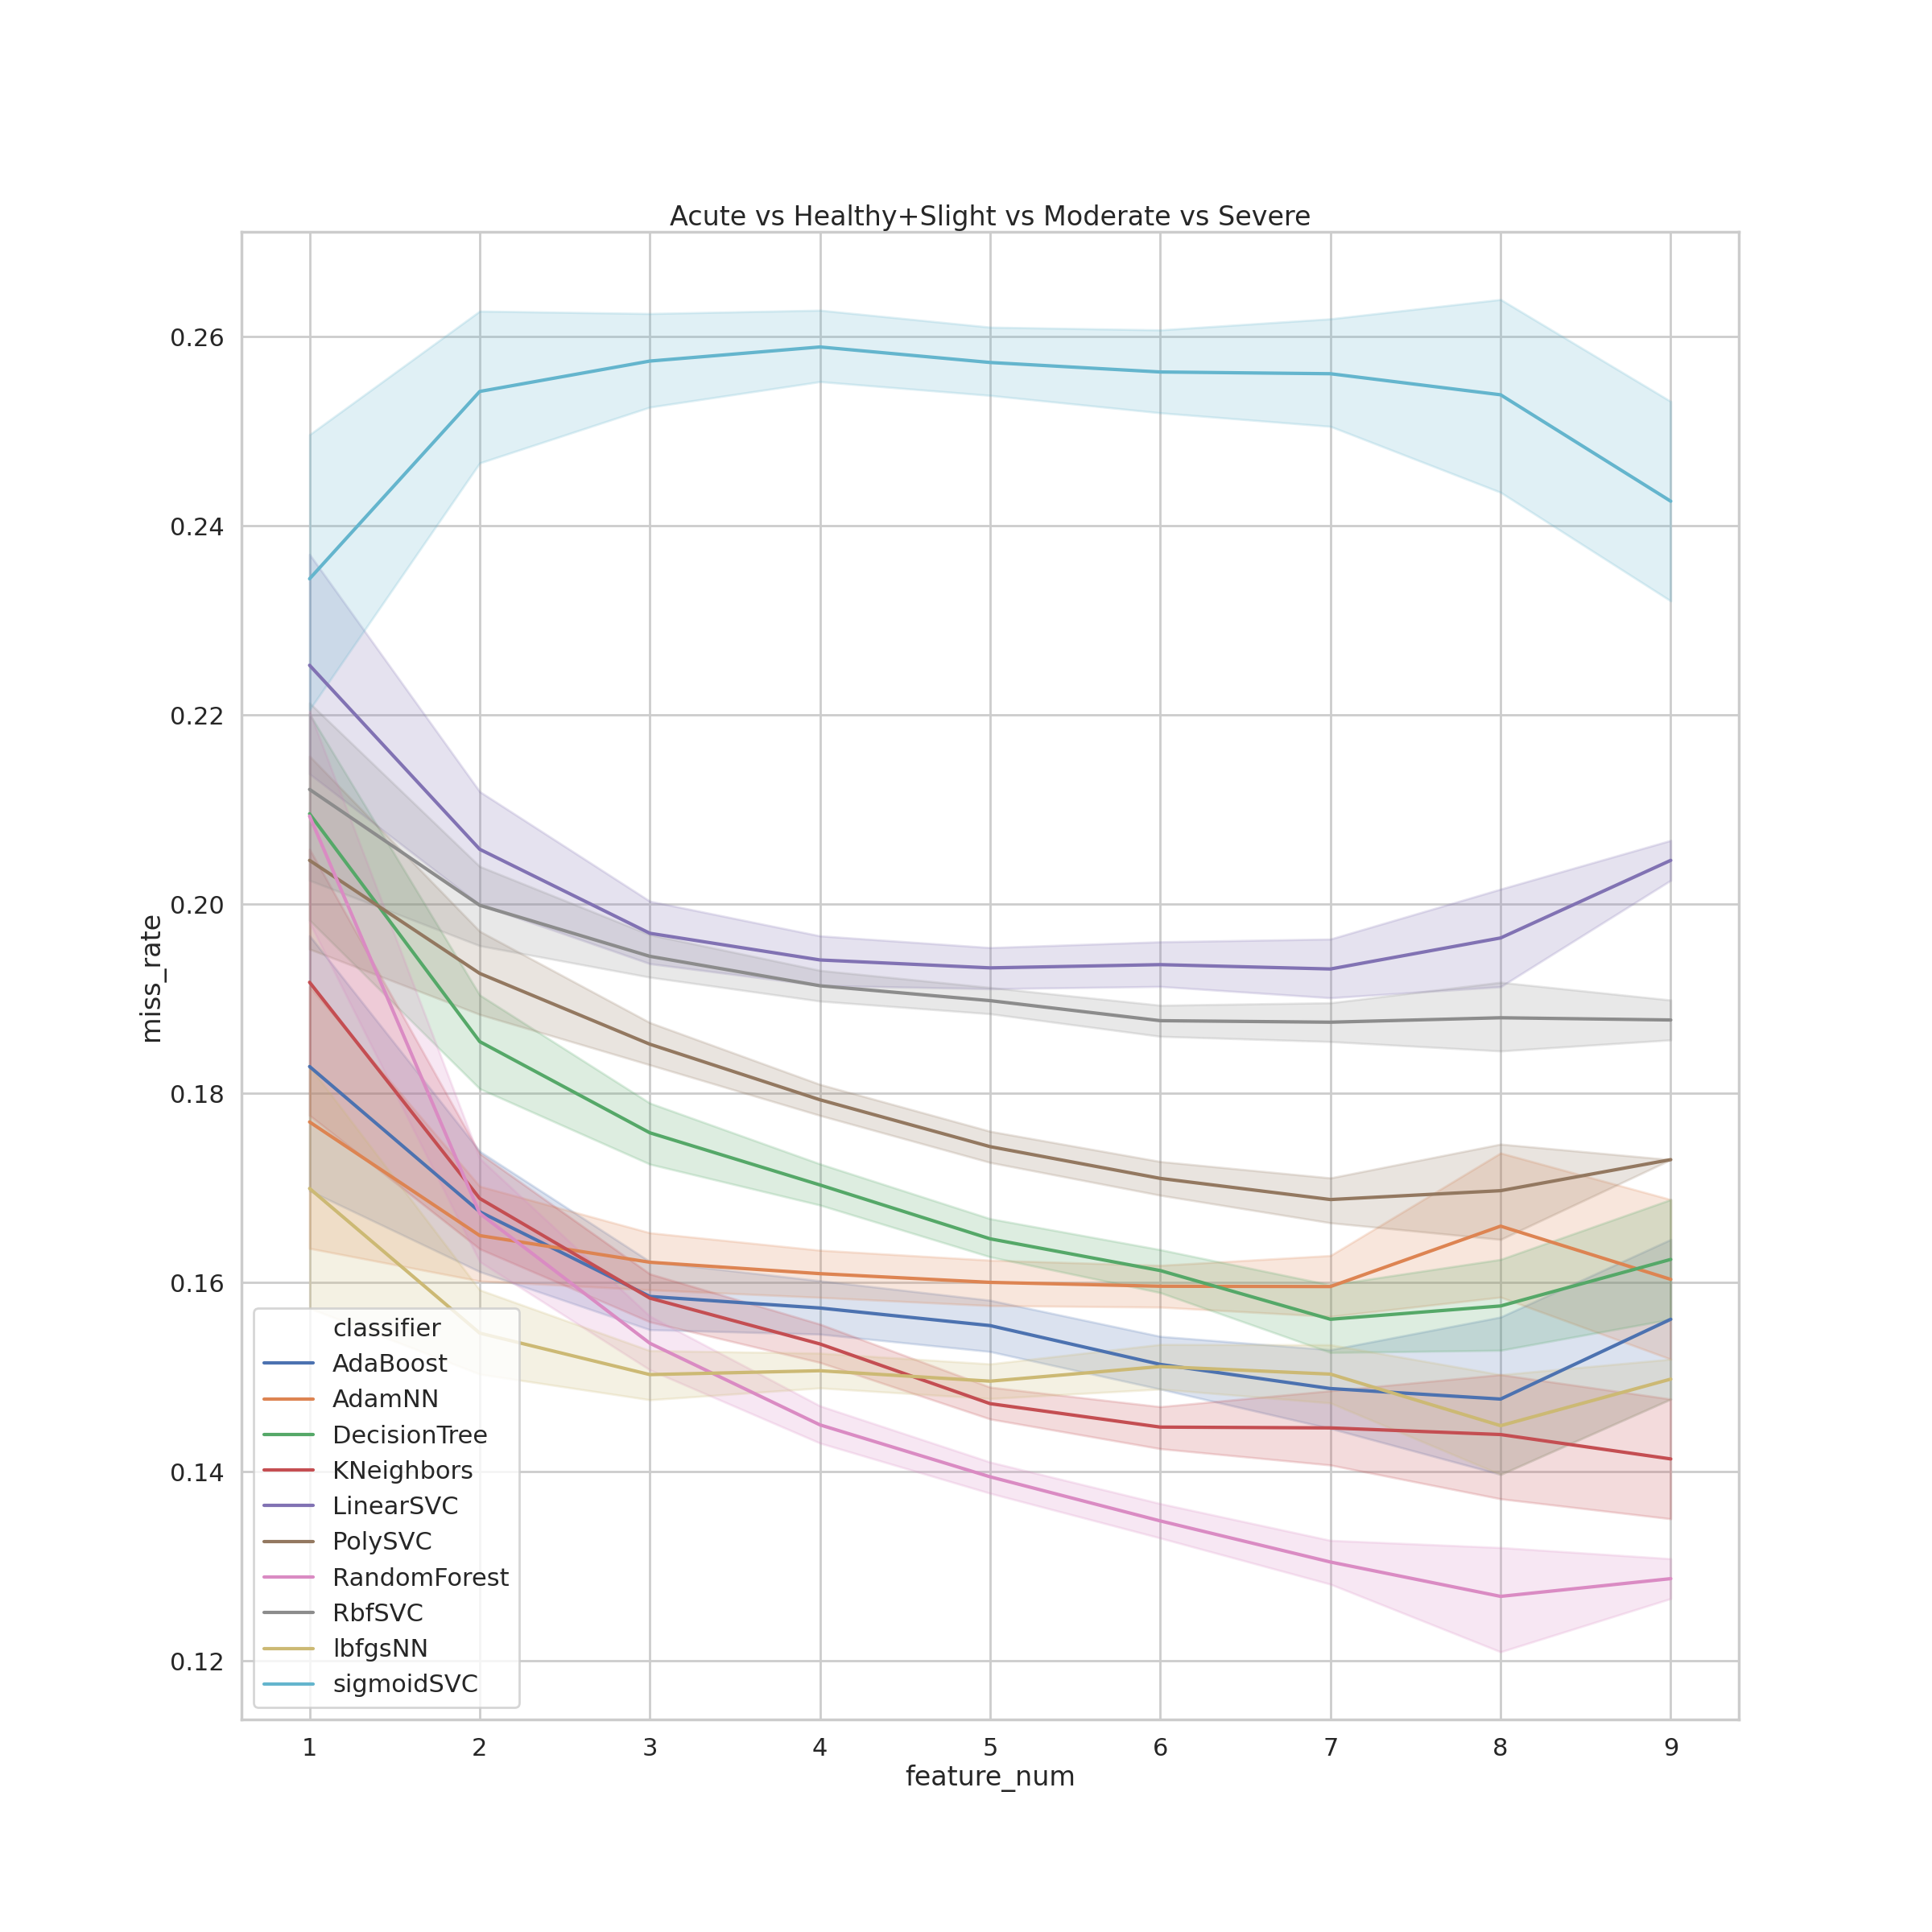 Acute vs Healthy+Slight vs Moderate vs Severe
0.26
0.24
0.22
0.20
0.18
0.16
0.14
0.12
miss_rate
classifier
AdaBoost
AdamNN
DecisionTree
KNeighbors
LinearSVC
PolySVC
RandomForest
RbfSVC
lbfgsNN
sigmoidSVC
1 2 3 4 5 6 7 8 9
feature_num